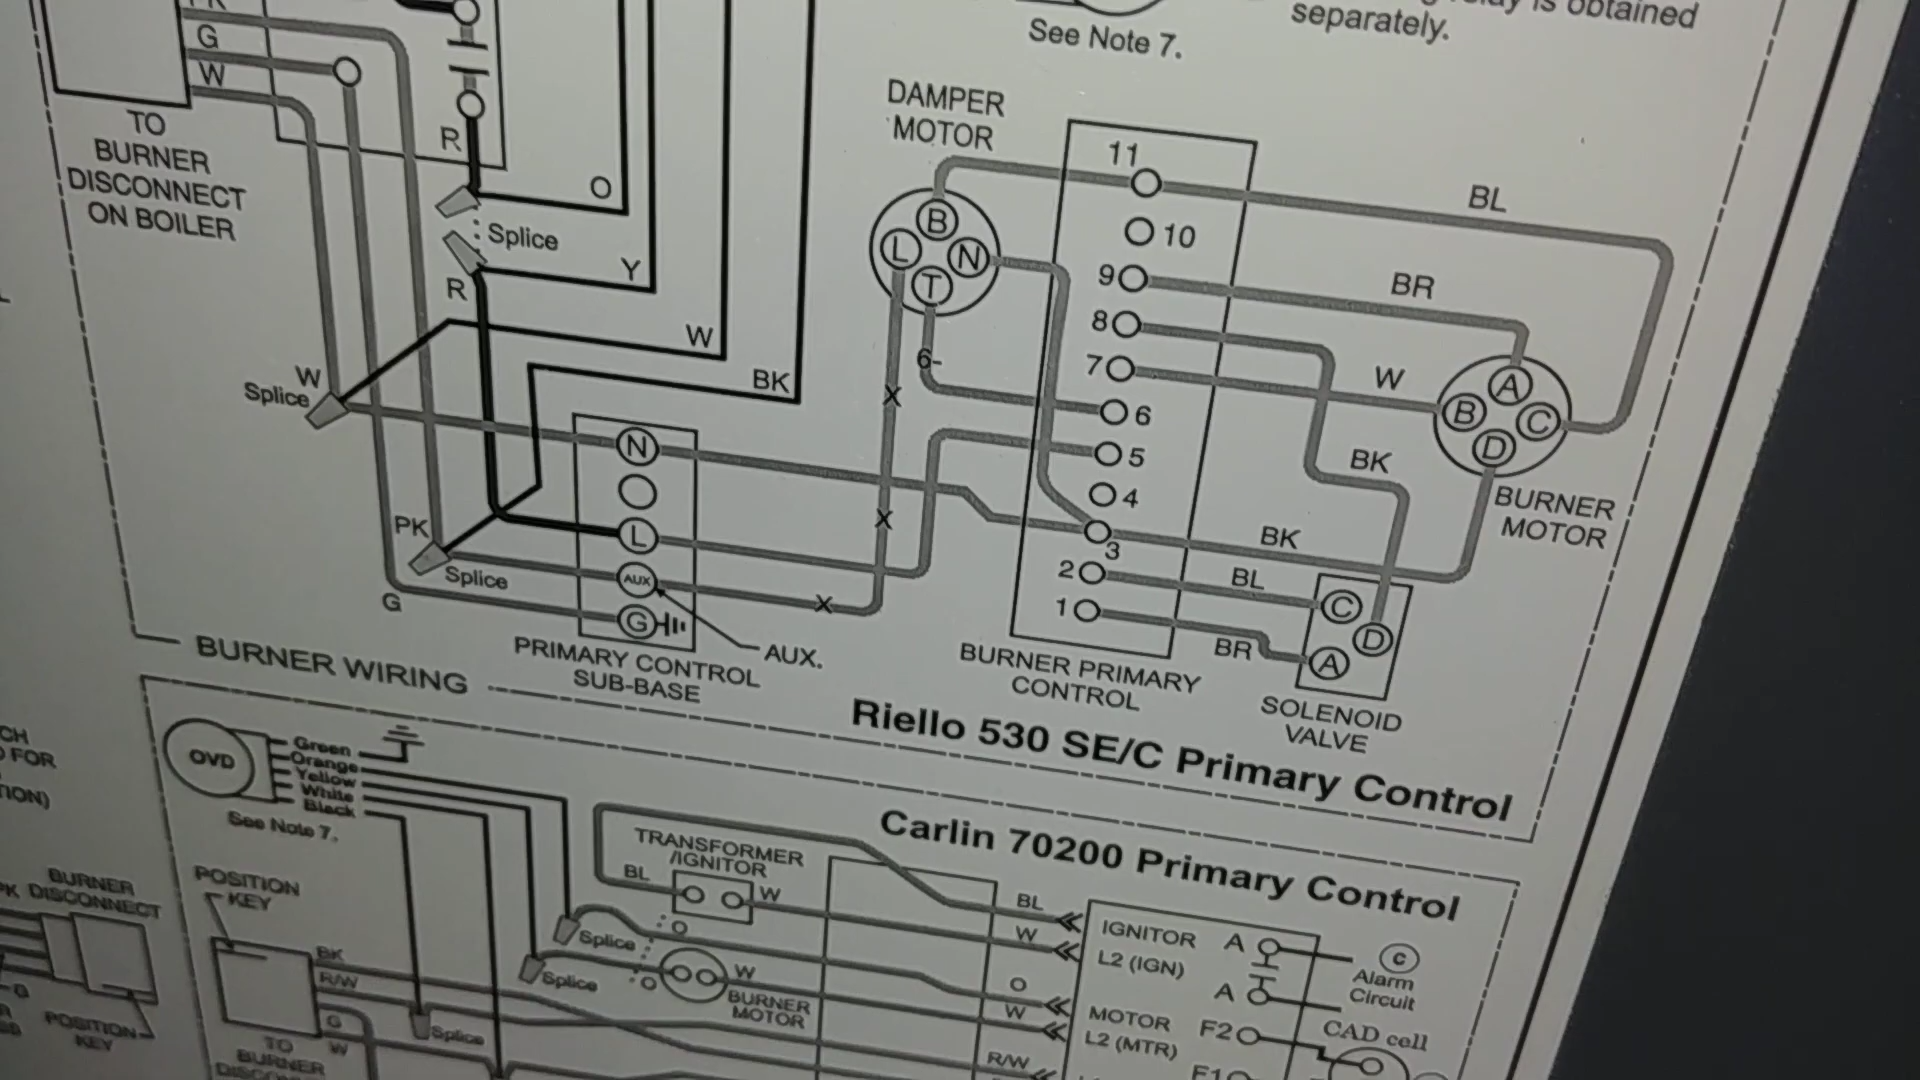 G
W
TO
BURNER
DISCONNECT
ON BOILER
R
O
Splice
R
Y
W
BK
W
Splice
PK
Splice
G
N
L
AUX
G
AUX.
PRIMARY CONTROL
SUB-BASE
BURNER WIRING
See Note 7.
is obtained
separately.
DAMPER
MOTOR
B
L
N
T
6-
X
X
X
11
10
9
8
7
6
5
4
3
2
1
BL
BR
W
BK
BK
BL
BR
A
B
C
D
BURNER
MOTOR
C
D
A
SOLENOID
VALVE
BURNER PRIMARY
CONTROL
Riello 530 SE/C Primary Control
OVD
Green
Orange
Yellow
White
Black
See Note 7.
Carlin 70200 Primary Control
TRANSFORMER
/IGNITOR
BL
W
BL
W
IGNITOR
L2 (IGN)
A
A
C
Alarm
Circuit
Splice
O
Splice
O
W
BURNER
MOTOR
O
W
MOTOR
L2 (MTR)
F2
F1
CAD cell
R/W
POSITION
KEY
BK
R/W
G
W
Splice
TO
BURNER
BURNER
DISCONNECT
POSITION
KEY
G
FOR